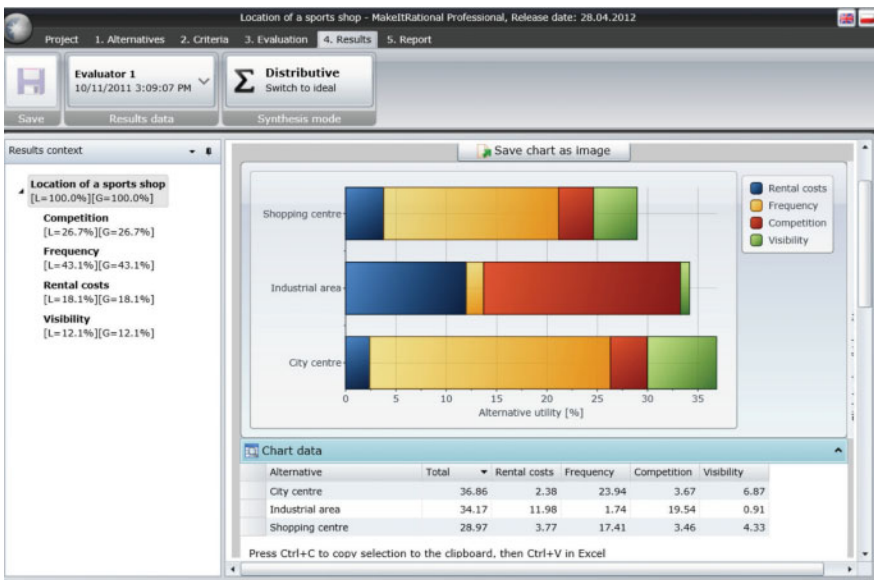 Location of a sports shop - MakeItRational Professional, Release date: 28.04.2012
Project 1. Alternatives 2. Criteria 3. Evaluation 4. Results 5. Report
Evaluator 1
10/11/2011 3:09:07 PM
Σ Distributive
Switch to ideal
Save Results data Synthesis mode
Results context
Location of a sports shop
[L=100.0%][G=100.0%]
Competition
[L=26.7%][G=26.7%]
Frequency
[L=43.1%][G=43.1%]
Rental costs
[L=18.1%][G=18.1%]
Visibility
[L=12.1%][G=12.1%]
Save chart as image
Shopping centre
Industrial area
City centre
0 5 10 15 20 25 30 35
Alternative utility [%]
Rental costs
Frequency
Competition
Visibility
Chart data
Alternative Total Rental costs Frequency Competition Visibility
City centre 36.86 2.38 23.94 3.67 6.87
Industrial area 34.17 11.98 1.74 19.54 0.91
Shopping centre 28.97 3.77 17.41 3.46 4.33
Press Ctrl+C to copy selection to the clipboard, then Ctrl+V in Excel